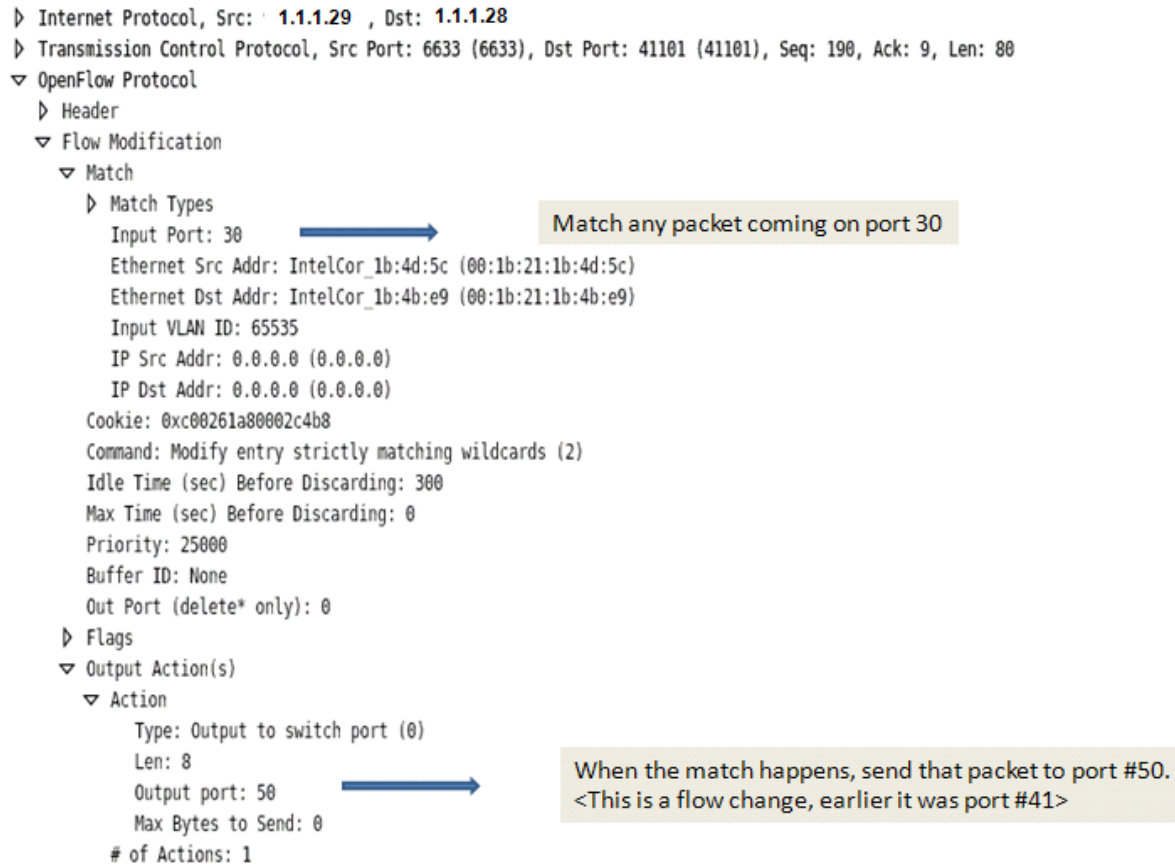 Internet Protocol, Src: 1.1.1.29 , Dst: 1.1.1.28
Transmission Control Protocol, Src Port: 6633 (6633), Dst Port: 41101 (41101), Seq: 190, Ack: 9, Len: 80
OpenFlow Protocol
Header
Flow Modification
Match
Match Types
Input Port: 30
Match any packet coming on port 30
Ethernet Src Addr: IntelCor_1b:4d:5c (00:1b:21:1b:4d:5c)
Ethernet Dst Addr: IntelCor_1b:4b:e9 (00:1b:21:1b:4b:e9)
Input VLAN ID: 65535
IP Src Addr: 0.0.0.0 (0.0.0.0)
IP Dst Addr: 0.0.0.0 (0.0.0.0)
Cookie: 0xc00261a80002c4b8
Command: Modify entry strictly matching wildcards (2)
Idle Time (sec) Before Discarding: 300
Max Time (sec) Before Discarding: 0
Priority: 25000
Buffer ID: None
Out Port (delete* only): 0
Flags
Output Action(s)
Action
Type: Output to switch port (0)
Len: 8
Output port: 50
When the match happens, send that packet to port #50.
<This is a flow change, earlier it was port #41>
Max Bytes to Send: 0
# of Actions: 1